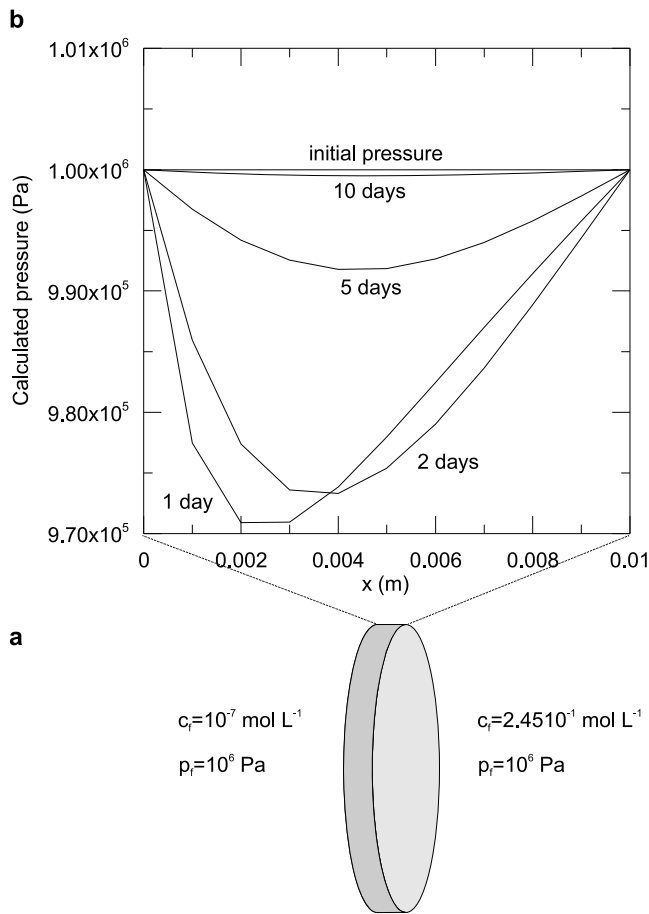 b
1.01x10⁶
1.00x10⁶
9.90x10⁵
9.80x10⁵
9.70x10⁵
Calculated pressure (Pa)
initial pressure
10 days
5 days
2 days
1 day
0 0.002 0.004 0.006 0.008 0.01
x (m)
a
c_f=10⁻⁷ mol L⁻¹
p_f=10⁶ Pa
c_f=2.4510⁻¹ mol L⁻¹
p_f=10⁶ Pa